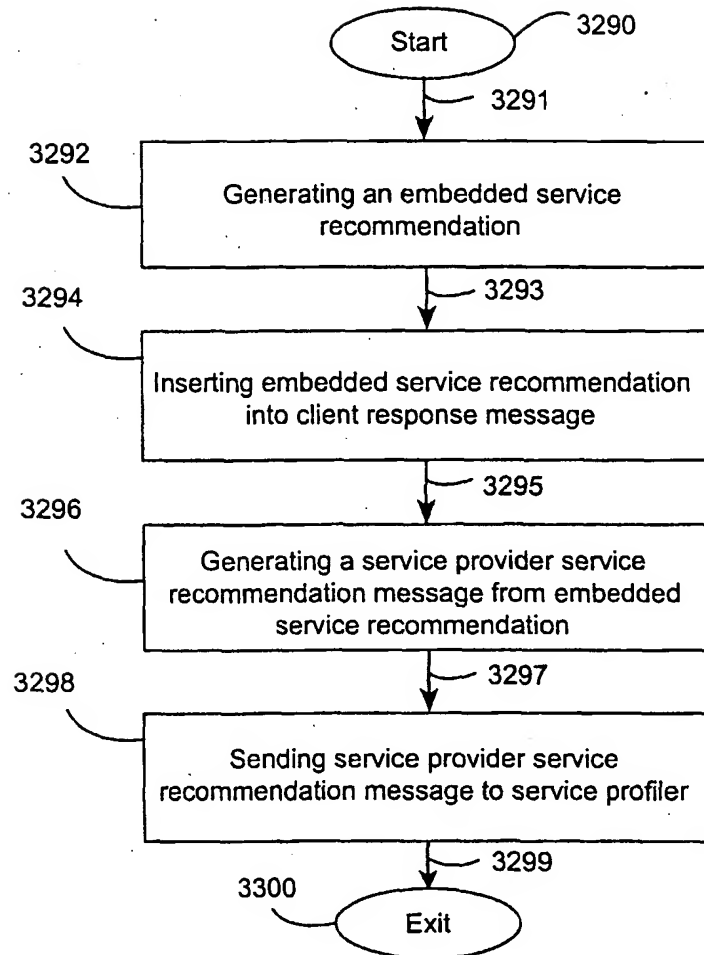 Start
3290
3291
3292
Generating an embedded service
recommendation
3293
3294
Inserting embedded service recommendation
into client response message
3295
3296
Generating a service provider service
recommendation message from embedded
service recommendation
3297
3298
Sending service provider service
recommendation message to service profiler
3299
3300
Exit